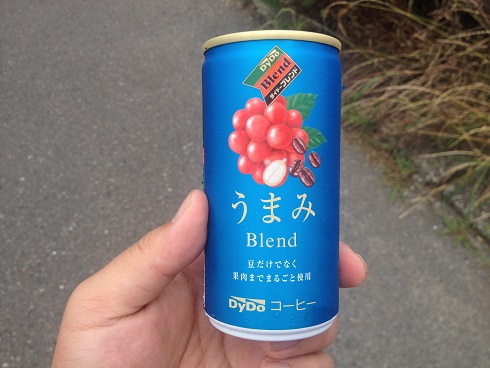 DyDo
Blend
ダイドーブレンド
うまみ
Blend
豆だけでなく
果肉までまるごと使用
DyDo コーヒー